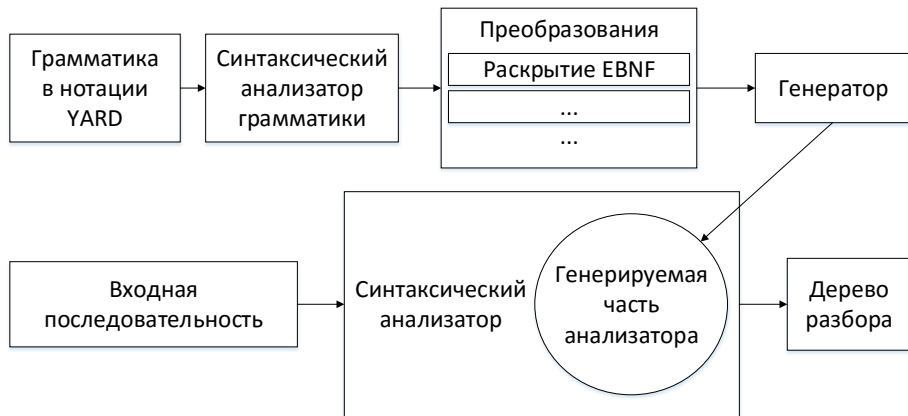 Грамматика
в нотации
YARD
Синтаксический
анализатор
грамматики
Преобразования
Раскрытие EBNF
...
...
Генератор
Входная
последовательность
Синтаксический
анализатор
Генерируемая
часть
анализатора
Дерево
разбора